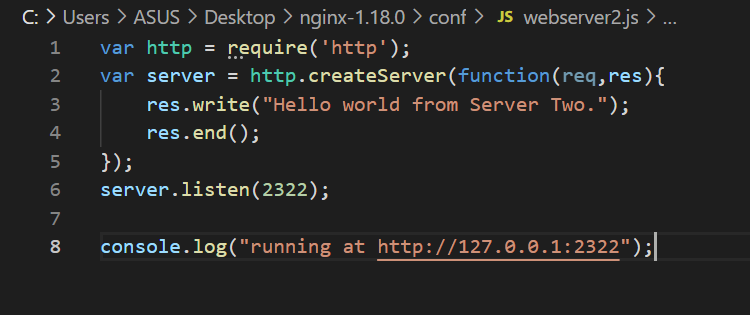 C: > Users > ASUS > Desktop > nginx-1.18.0 > conf > JS webserver2.js > ...
1 var http = require('http');
2 var server = http.createServer(function(req,res){
3     res.write("Hello world from Server Two.");
4     res.end();
5 });
6 server.listen(2322);
7
8 console.log("running at http://127.0.0.1:2322");